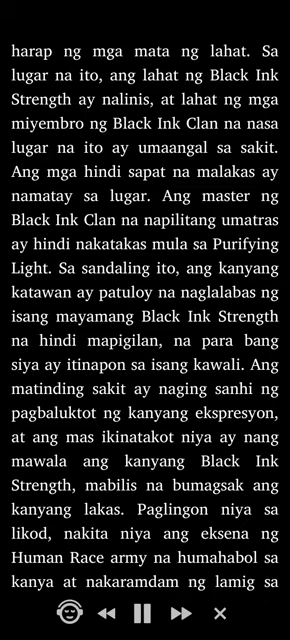 harap ng mga mata ng lahat. Sa
lugar na ito, ang lahat ng Black Ink
Strength ay nalinis, at lahat ng mga
miyembro ng Black Ink Clan na nasa
lugar na ito ay umaangal sa sakit.
Ang mga hindi sapat na malakas ay
namatay sa lugar. Ang master ng
Black Ink Clan na napilitang umatras
ay hindi nakatakas mula sa Purifying
Light. Sa sandaling ito, ang kanyang
katawan ay patuloy na naglalabas ng
isang mayamang Black Ink Strength
na hindi mapigilan, na para bang
siya ay itinapon sa isang kawali. Ang
matinding sakit ay naging sanhi ng
pagbaluktot ng kanyang ekspresyon,
at ang mas ikinatakot niya ay nang
mawala ang kanyang Black Ink
Strength, mabilis na bumagsak ang
kanyang lakas. Paglingon niya sa
likod, nakita niya ang eksena ng
Human Race army na humahabol sa
kanya at nakaramdam ng lamig sa